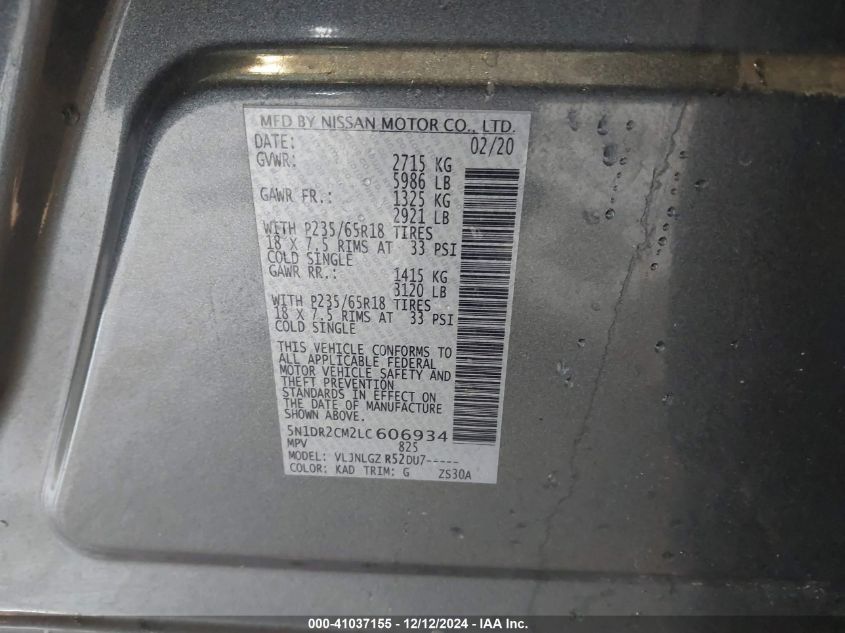 MFD BY NISSAN MOTOR CO., LTD.
DATE: 02/20
GVWR: 2715 KG
5986 LB
GAWR FR.: 1325 KG
2921 LB
WITH P235/65R18 TIRES
18 X 7.5 RIMS AT 33 PSI
COLD SINGLE
GAWR RR.: 1415 KG
3120 LB
WITH P235/65R18 TIRES
18 X 7.5 RIMS AT 33 PSI
COLD SINGLE
THIS VEHICLE CONFORMS TO
ALL APPLICABLE FEDERAL
MOTOR VEHICLE SAFETY AND
THEFT PREVENTION
STANDARDS IN EFFECT ON
THE DATE OF MANUFACTURE
SHOWN ABOVE.
5N1DR2CM2LC606934
MPV 825
MODEL: VLJNLGZ R52DU7-----
COLOR: KAD TRIM: G ZS30A
000-41037155 - 12/12/2024 - IAA Inc.